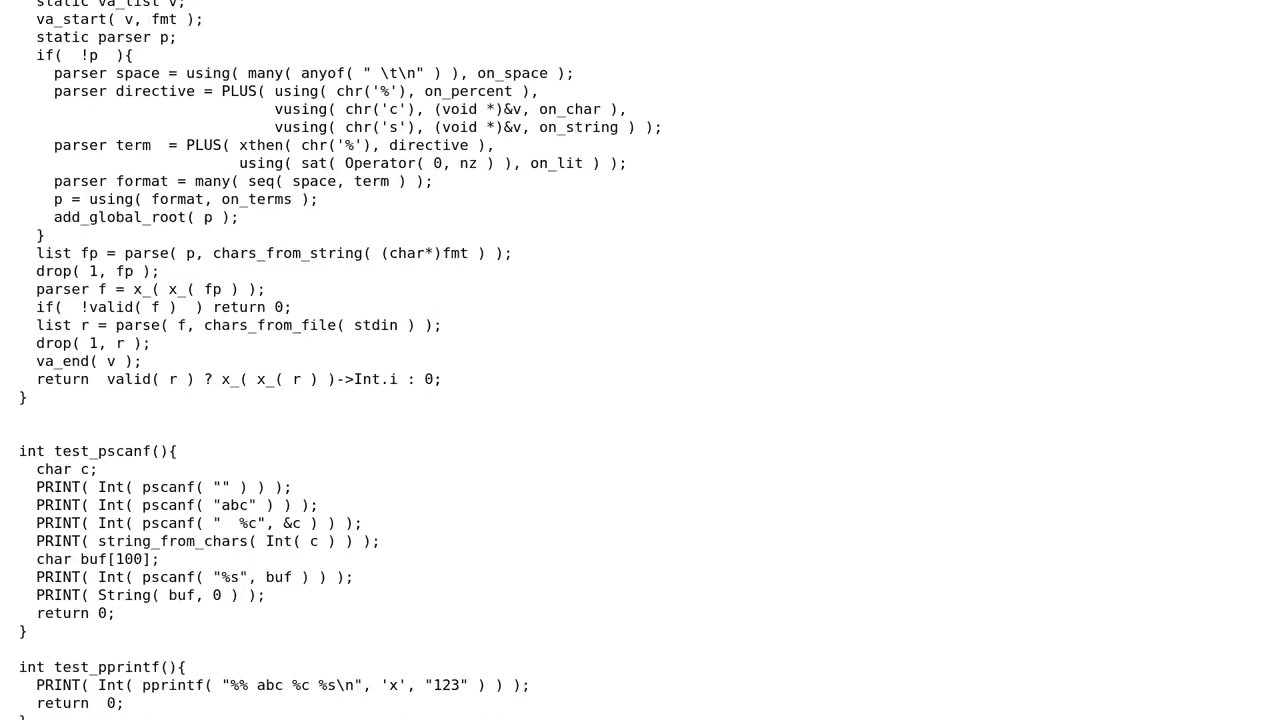 static va_list v;
va_start( v, fmt );
static parser p;
if(  !p  ){
parser space = using( many( anyof( " \t\n" ) ), on_space );
parser directive = PLUS( using( chr('%'), on_percent ),
vusing( chr('c'), (void *)&v, on_char ),
vusing( chr('s'), (void *)&v, on_string ) );
parser term  = PLUS( xthen( chr('%'), directive ),
using( sat( Operator( 0, nz ) ), on_lit ) );
parser format = many( seq( space, term ) );
p = using( format, on_terms );
add_global_root( p );
}
list fp = parse( p, chars_from_string( (char*)fmt ) );
drop( 1, fp );
parser f = x_( x_( fp ) );
if(  !valid( f )  ) return 0;
list r = parse( f, chars_from_file( stdin ) );
drop( 1, r );
va_end( v );
return  valid( r ) ? x_( x_( r ) )->Int.i : 0;
}
int test_pscanf(){
char c;
PRINT( Int( pscanf( "" ) ) );
PRINT( Int( pscanf( "abc" ) ) );
PRINT( Int( pscanf( "  %c", &c ) ) );
PRINT( string_from_chars( Int( c ) ) );
char buf[100];
PRINT( Int( pscanf( "%s", buf ) ) );
PRINT( String( buf, 0 ) );
return 0;
}
int test_pprintf(){
PRINT( Int( pprintf( "%% abc %c %s\n", 'x', "123" ) ) );
return  0;
}